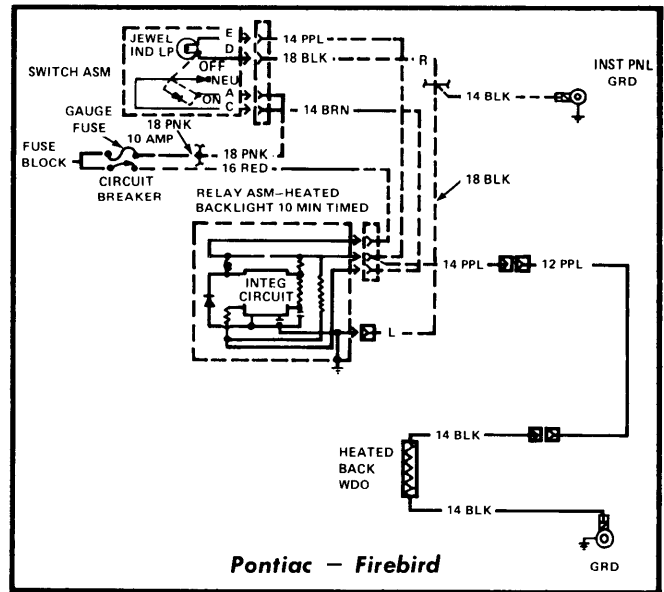 JEWEL
IND LP
E
D
OFF
NEU
A
ON
C
SWITCH ASM
14 PPL
18 BLK
R
14 BRN
INST PNL
GRD
14 BLK
GAUGE
FUSE
18 PNK
10 AMP
FUSE
BLOCK
18 PNK
16 RED
CIRCUIT
BREAKER
18 BLK
RELAY ASM-HEATED
BACKLIGHT 10 MIN TIMED
INTEG
CIRCUIT
14 PPL
12 PPL
L
14 BLK
HEATED
BACK
WDO
14 BLK
GRD
Pontiac – Firebird